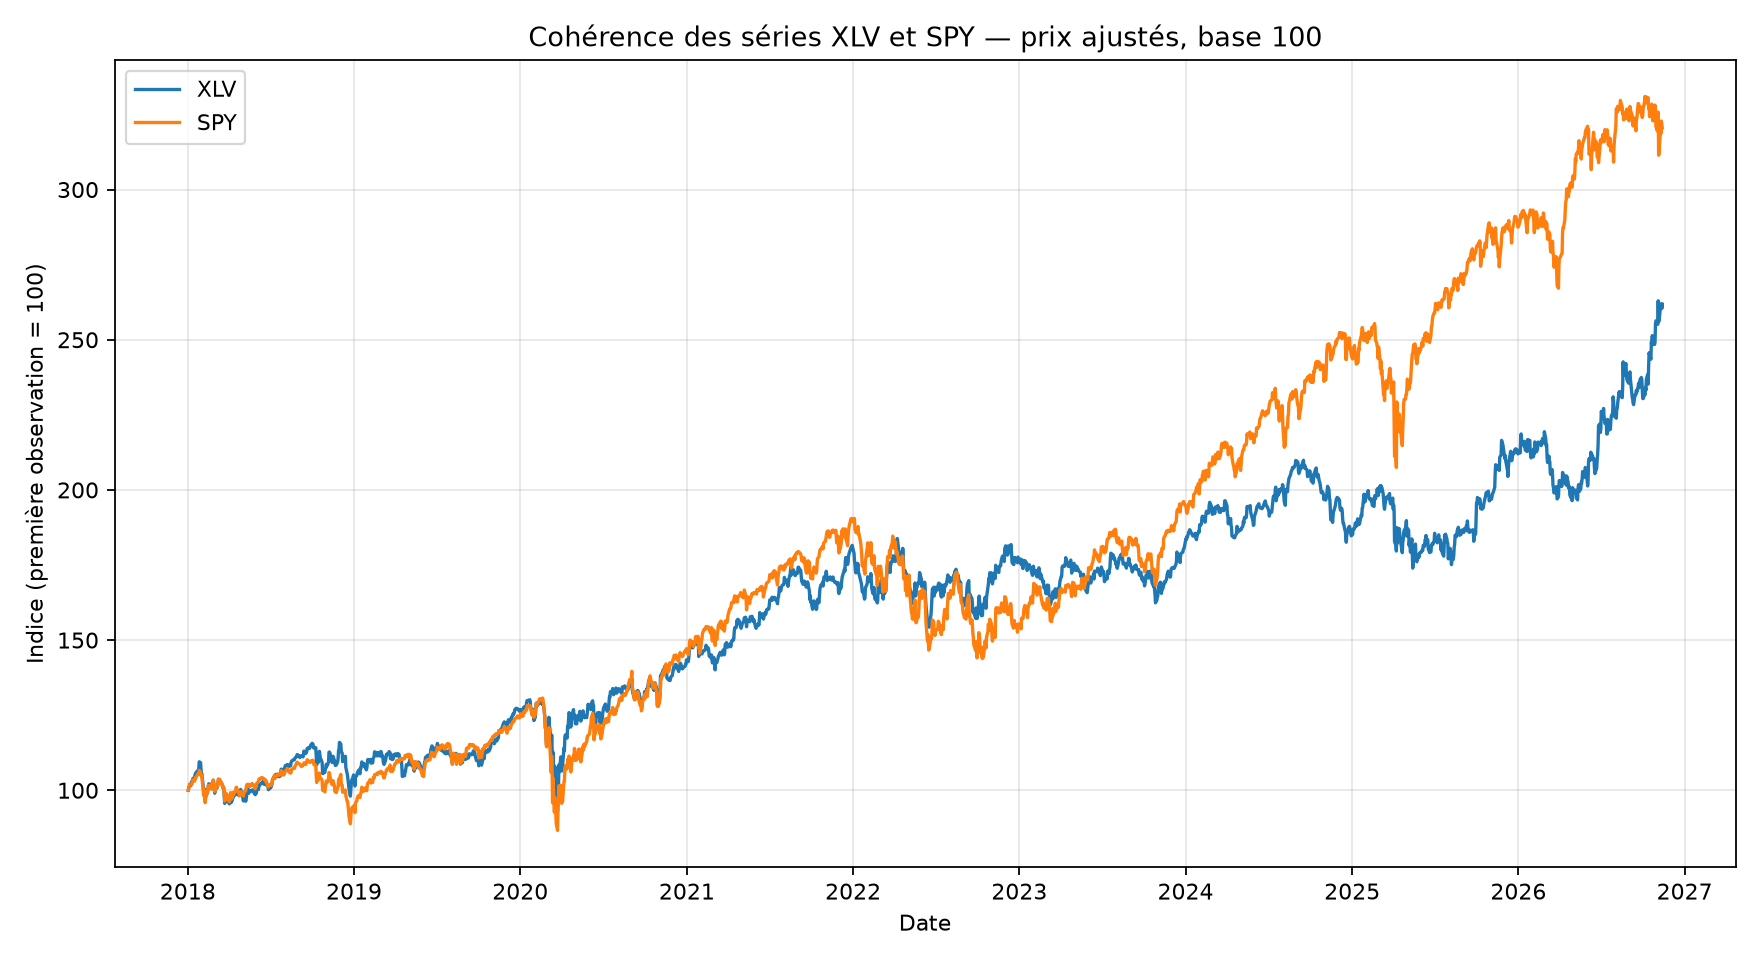 Cohérence des séries XLV et SPY — prix ajustés, base 100
XLV
SPY
Indice (première observation = 100)
300
250
200
150
100
2018 2019 2020 2021 2022 2023 2024 2025 2026 2027
Date